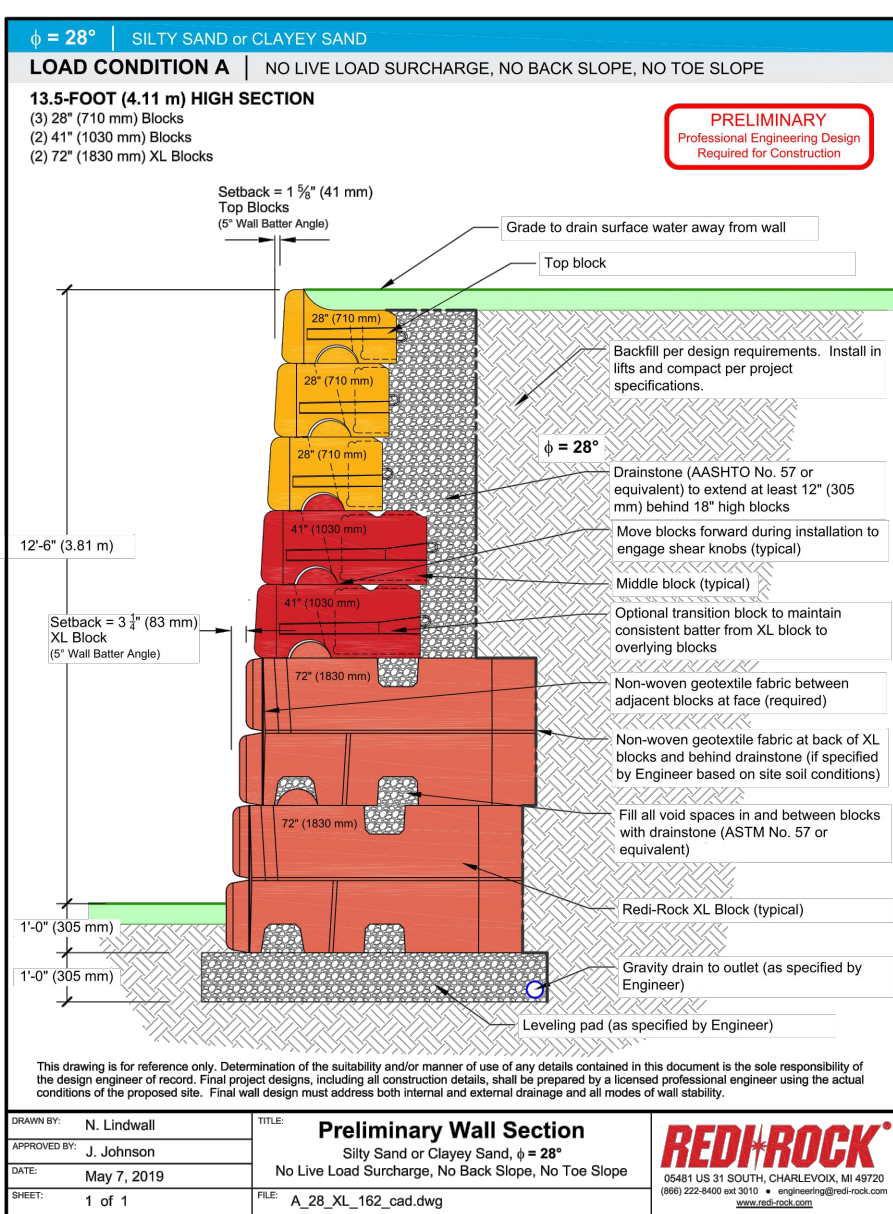 ϕ = 28° | SILTY SAND or CLAYEY SAND
LOAD CONDITION A | NO LIVE LOAD SURCHARGE, NO BACK SLOPE, NO TOE SLOPE
13.5-FOOT (4.11 m) HIGH SECTION
(3) 28" (710 mm) Blocks
(2) 41" (1030 mm) Blocks
(2) 72" (1830 mm) XL Blocks
PRELIMINARY
Professional Engineering Design
Required for Construction
Setback = 1 5⁄8" (41 mm)
Top Blocks
(5° Wall Batter Angle)
Grade to drain surface water away from wall
Top block
28" (710 mm)
Backfill per design requirements. Install in
lifts and compact per project
specifications.
28" (710 mm)
ϕ = 28°
28" (710 mm)
Drainstone (AASHTO No. 57 or
equivalent) to extend at least 12" (305
mm) behind 18" high blocks
41" (1030 mm)
Move blocks forward during installation to
engage shear knobs (typical)
12'-6" (3.81 m)
Middle block (typical)
41" (1030 mm)
Optional transition block to maintain
consistent batter from XL block to
overlying blocks
Setback = 3 1⁄4" (83 mm)
XL Block
(5° Wall Batter Angle)
72" (1830 mm)
Non-woven geotextile fabric between
adjacent blocks at face (required)
Non-woven geotextile fabric at back of XL
blocks and behind drainstone (if specified
by Engineer based on site soil conditions)
72" (1830 mm)
Fill all void spaces in and between blocks
with drainstone (ASTM No. 57 or
equivalent)
Redi-Rock XL Block (typical)
1'-0" (305 mm)
1'-0" (305 mm)
Gravity drain to outlet (as specified by
Engineer)
Leveling pad (as specified by Engineer)
This drawing is for reference only. Determination of the suitability and/or manner of use of any details contained in this document is the sole responsibility of
the design engineer of record. Final project designs, including all construction details, shall be prepared by a licensed professional engineer using the actual
conditions of the proposed site. Final wall design must address both internal and external drainage and all modes of wall stability.
DRAWN BY: N. Lindwall
APPROVED BY: J. Johnson
DATE: May 7, 2019
SHEET: 1 of 1
TITLE: Preliminary Wall Section
Silty Sand or Clayey Sand, ϕ = 28°
No Live Load Surcharge, No Back Slope, No Toe Slope
FILE: A_28_XL_162_cad.dwg
REDI ROCK®
05481 US 31 SOUTH, CHARLEVOIX, MI 49720
(866) 222-8400 ext 3010 • engineering@redi-rock.com
www.redi-rock.com